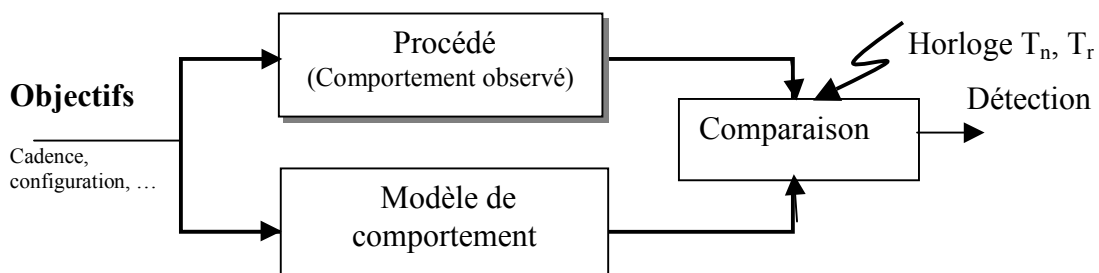 Objectifs
Cadence,
configuration, …
Procédé
(Comportement observé)
Modèle de
comportement
Horloge Tn, Tr
Comparaison
Détection